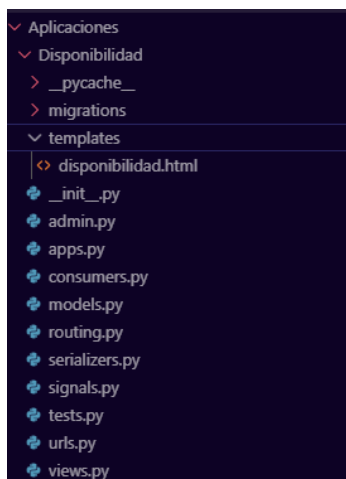 Aplicaciones
Disponibilidad
__pycache__
migrations
templates
disponibilidad.html
__init__.py
admin.py
apps.py
consumers.py
models.py
routing.py
serializers.py
signals.py
tests.py
urls.py
views.py